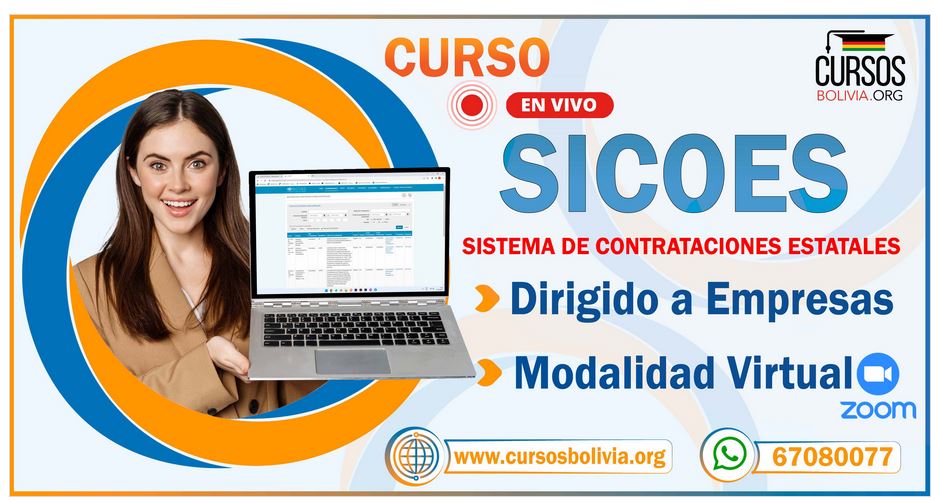 CURSO
EN VIVO
CURSOS
BOLIVIA.ORG
SICOES
SISTEMA DE CONTRATACIONES ESTATALES
Dirigido a Empresas
Modalidad Virtual
zoom
www.cursosbolivia.org
67080077